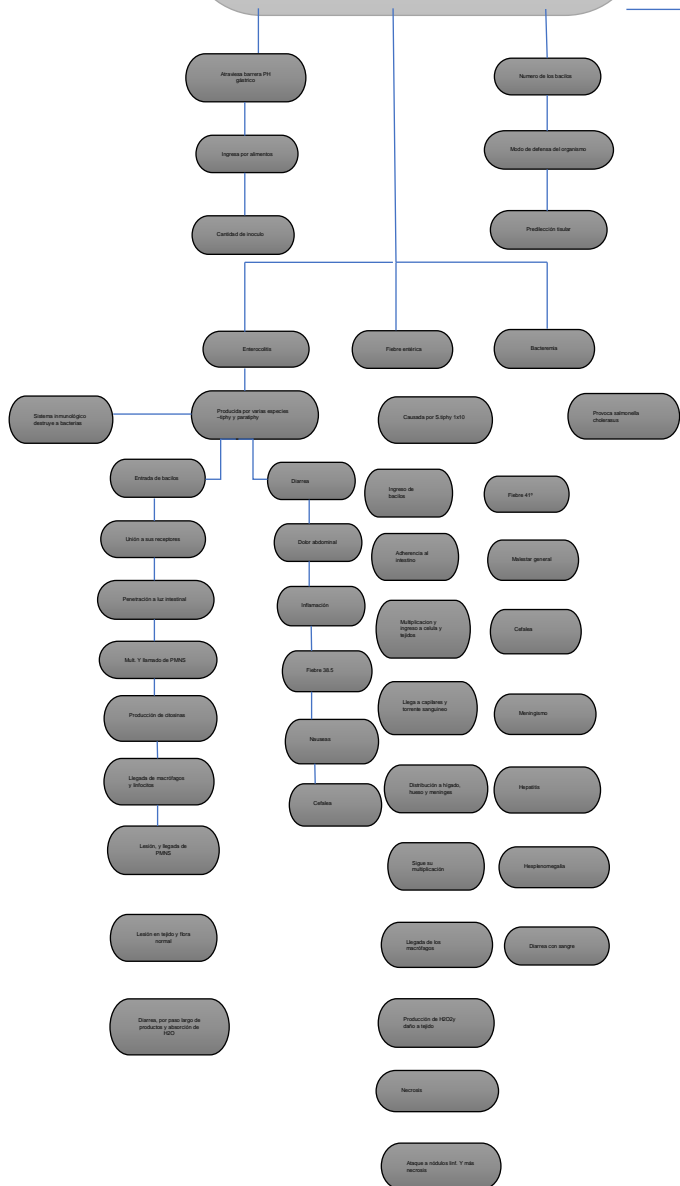 Atraviesa barrera PH
gástrico
Numero de los bacilos
Ingresa por alimentos
Modo de defensa del organismo
Cantidad de inoculo
Predilección tisular
Enterocolitis
Fiebre entérica
Bacteremia
Sistema inmunológico
destruye a bacterias
Producida por varias especies
–tiphy y paratiphy
Causada por S.tiphy 1x10
Provoca salmonella
cholerasus
Entrada de bacilos
Unión a sus receptores
Penetración a luz intestinal
Mult. Y llamado de PMNS
Producción de citosinas
Llegada de macrófagos
y linfocitos
Lesión, y llegada de
PMNS
Lesión en tejido y flora
normal
Diarrea, por paso largo de
productos y absorción de
H2O
Diarrea
Dolor abdominal
Inflamación
Fiebre 38.5
Nauseas
Cefalea
Ingreso de
bacilos
Adherencia al
intestino
Multiplicacion y
ingreso a celula y
tejidos
Llega a capilares y
torrente sanguineo
Distribución a hígado,
hueso y meninges
Sigue su
multiplicación
Llegada de los
macrófagos
Producción de H2O2y
daño a tejido
Necrosis
Ataque a nódulos linf. Y más
necrosis
Fiebre 41°
Malestar general
Cefalea
Meningismo
Hepatitis
Hesplenomegalia
Diarrea con sangre